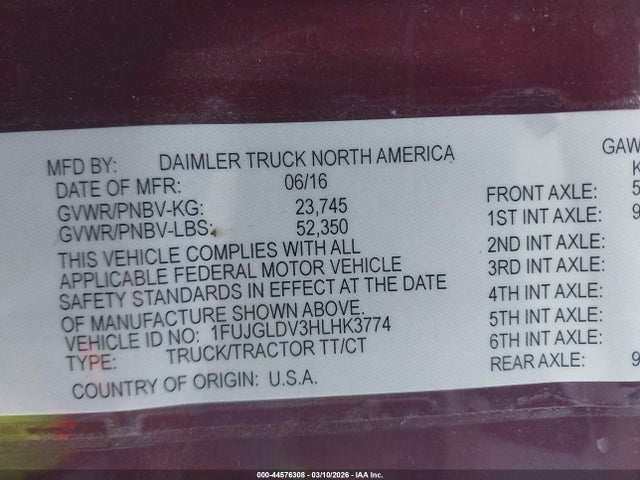 MFD BY: DAIMLER TRUCK NORTH AMERICA
DATE OF MFR: 06/16
GVWR/PNBV-KG: 23,745
GVWR/PNBV-LBS: 52,350
THIS VEHICLE COMPLIES WITH ALL
APPLICABLE FEDERAL MOTOR VEHICLE
SAFETY STANDARDS IN EFFECT AT THE DATE
OF MANUFACTURE SHOWN ABOVE.
VEHICLE ID NO: 1FUJGLDV3HLHK3774
TYPE: TRUCK/TRACTOR TT/CT
COUNTRY OF ORIGIN: U.S.A.
GAW
K
FRONT AXLE: 5
1ST INT AXLE: 9
2ND INT AXLE:
3RD INT AXLE:
4TH INT AXLE:
5TH INT AXLE:
6TH INT AXLE:
REAR AXLE: 9
000-44576308 - 03/10/2026 - IAA Inc.